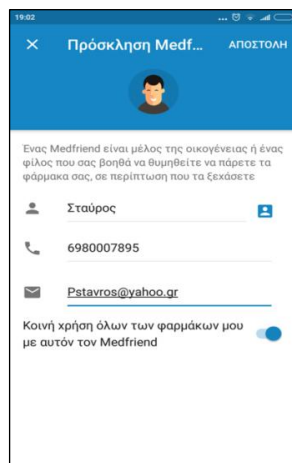 19:02
Πρόσκληση Medf... ΑΠΟΣΤΟΛΗ
Ένας Medfriend είναι μέλος της οικογένειας ή ένας
φίλος που σας βοηθά να θυμηθείτε να πάρετε τα
φάρμακα σας, σε περίπτωση που τα ξεχάσετε
Σταύρος
6980007895
Pstavros@yahoo.gr
Κοινή χρήση όλων των φαρμάκων μου
με αυτόν τον Medfriend